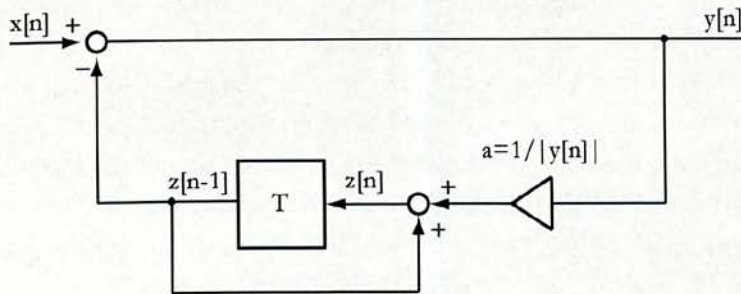 x[n]
+
y[n]
−
a=1/|y[n]|
z[n-1]
T
z[n]
+
+